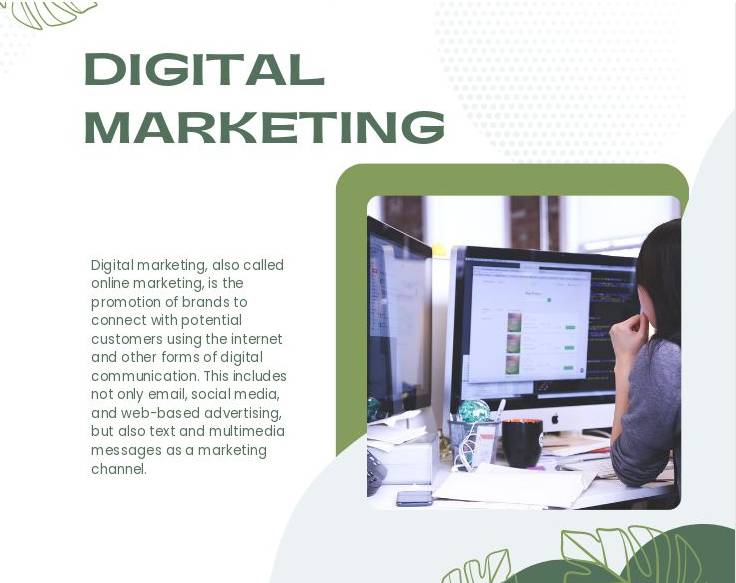 DIGITAL
MARKETING
Digital marketing, also called
online marketing, is the
promotion of brands to
connect with potential
customers using the internet
and other forms of digital
communication. This includes
not only email, social media,
and web-based advertising,
but also text and multimedia
messages as a marketing
channel.